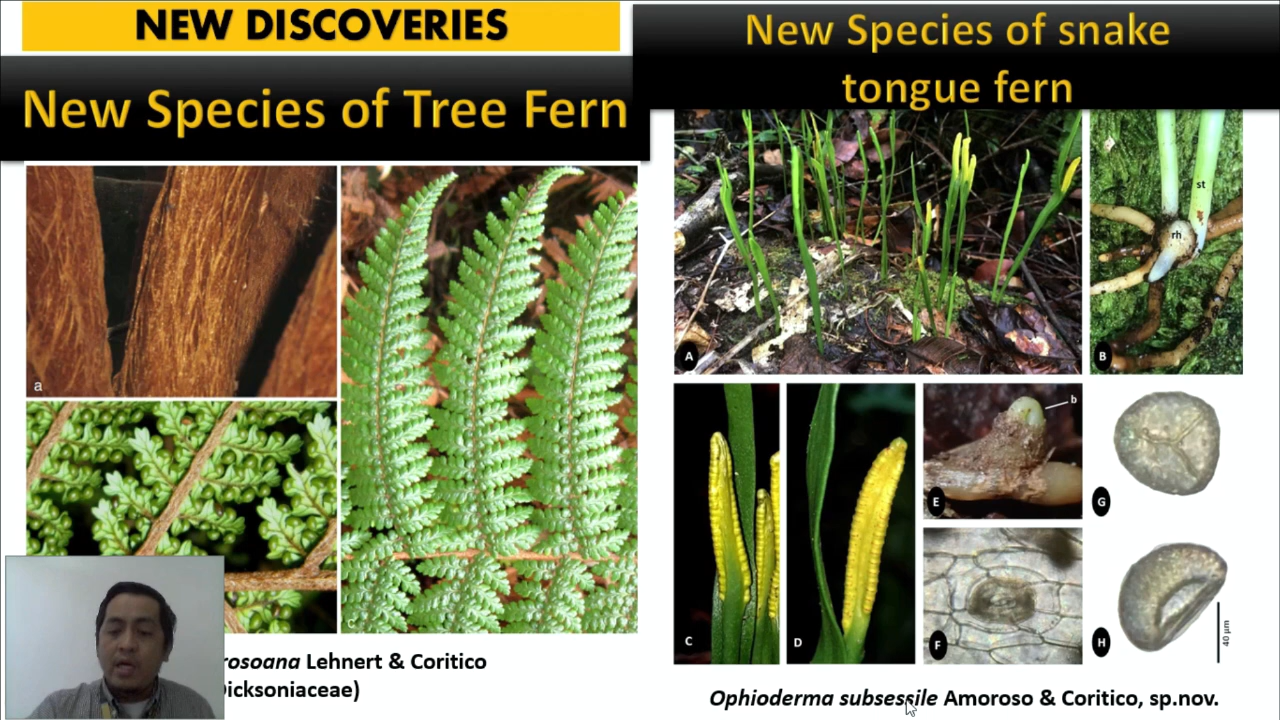 NEW DISCOVERIES
New Species of Tree Fern
a
c
rosoana Lehnert & Coritico
icksoniaceae)
New Species of snake
tongue fern
A
st
rh
B
C
D
b
E
F
G
H
40 µm
Ophioderma subsessile Amoroso & Coritico, sp.nov.